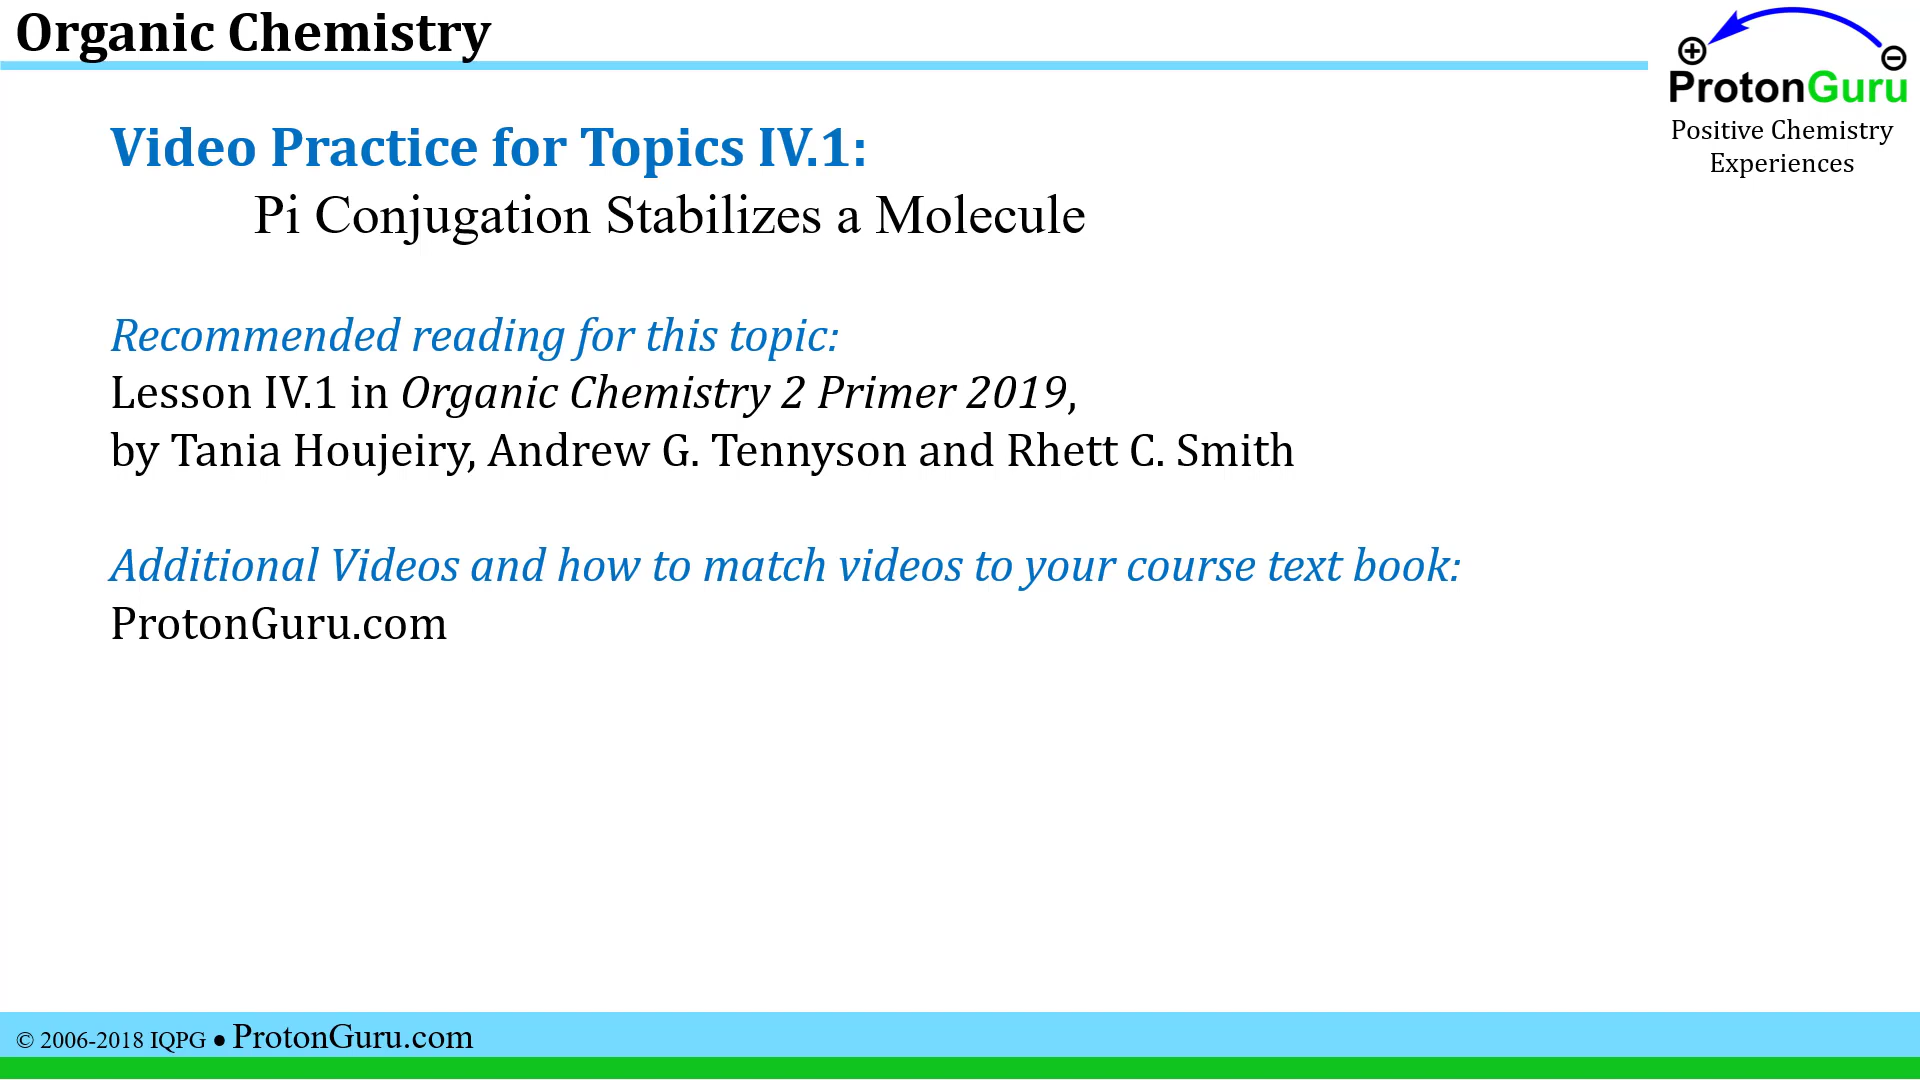 Organic Chemistry
⊕ ⊖
ProtonGuru
Positive Chemistry
Experiences
Video Practice for Topics IV.1:
Pi Conjugation Stabilizes a Molecule
Recommended reading for this topic:
Lesson IV.1 in Organic Chemistry 2 Primer 2019,
by Tania Houjeiry, Andrew G. Tennyson and Rhett C. Smith
Additional Videos and how to match videos to your course text book:
ProtonGuru.com
© 2006-2018 IQPG ● ProtonGuru.com